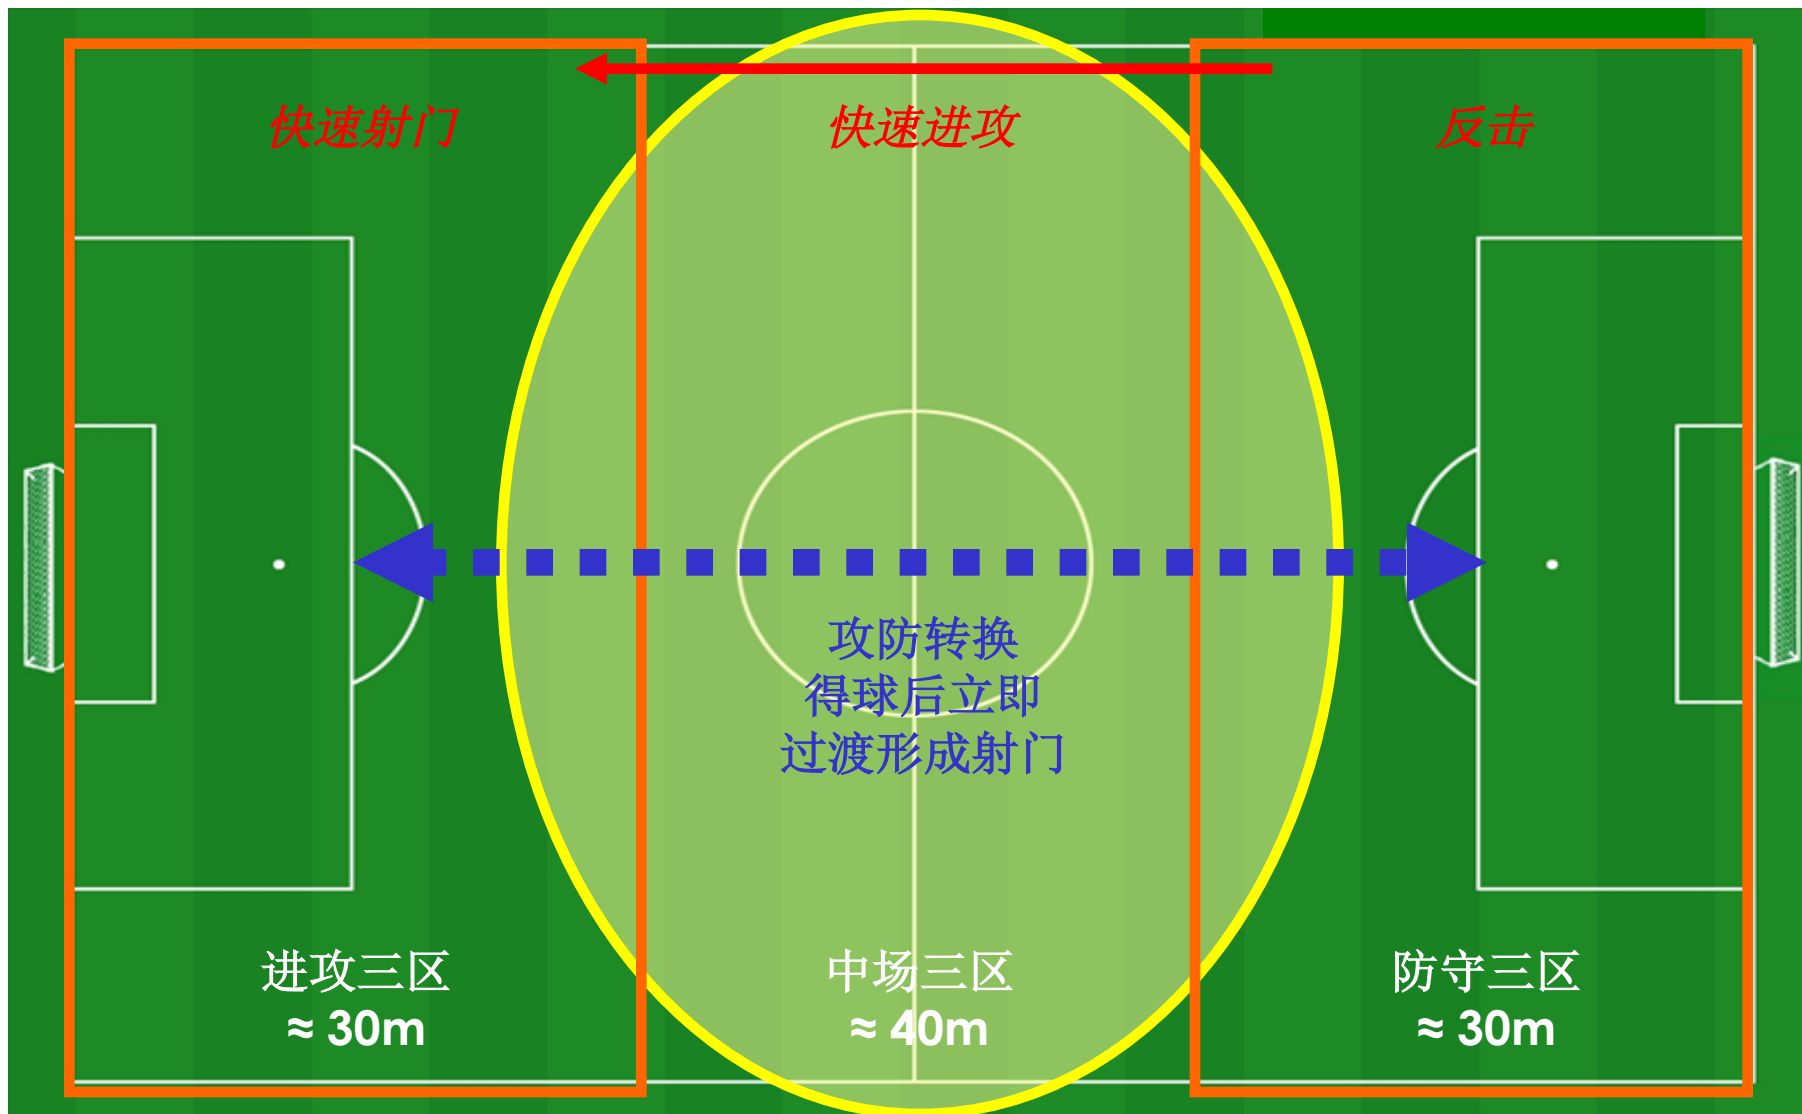 快速射门
快速进攻
反击
攻防转换
得球后立即
过渡形成射门
进攻三区
≈ 30m
中场三区
≈ 40m
防守三区
≈ 30m